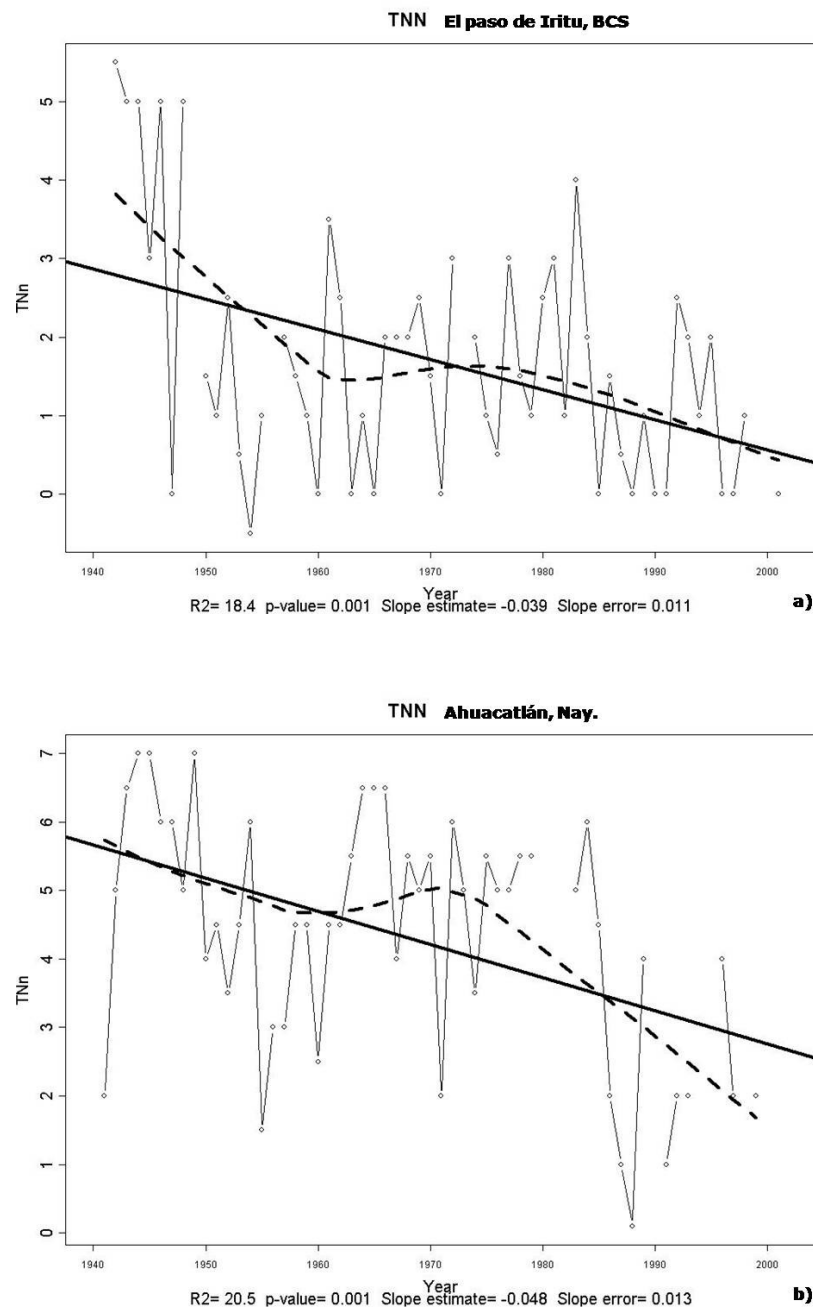 TNN El paso de Iritu, BCS
5
4
3
2
1
0
TNn
1940 1950 1960 1970 1980 1990 2000
Year
R2= 18.4 p-value= 0.001 Slope estimate= -0.039 Slope error= 0.011
a)
TNN Ahuacatlán, Nay.
7
6
5
4
3
2
1
0
TNn
1940 1950 1960 1970 1980 1990 2000
Year
R2= 20.5 p-value= 0.001 Slope estimate= -0.048 Slope error= 0.013
b)